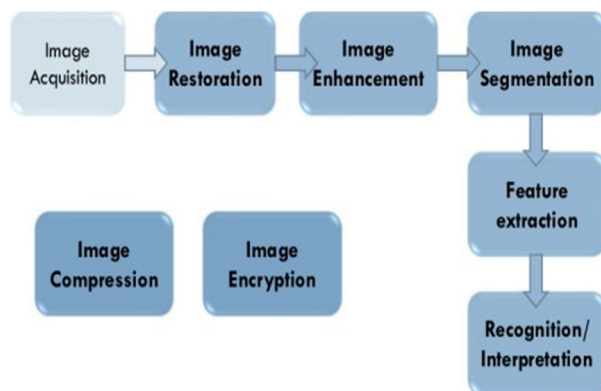 Image
Acquisition
Image
Restoration
Image
Enhancement
Image
Segmentation
Feature
extraction
Image
Compression
Image
Encryption
Recognition/
Interpretation